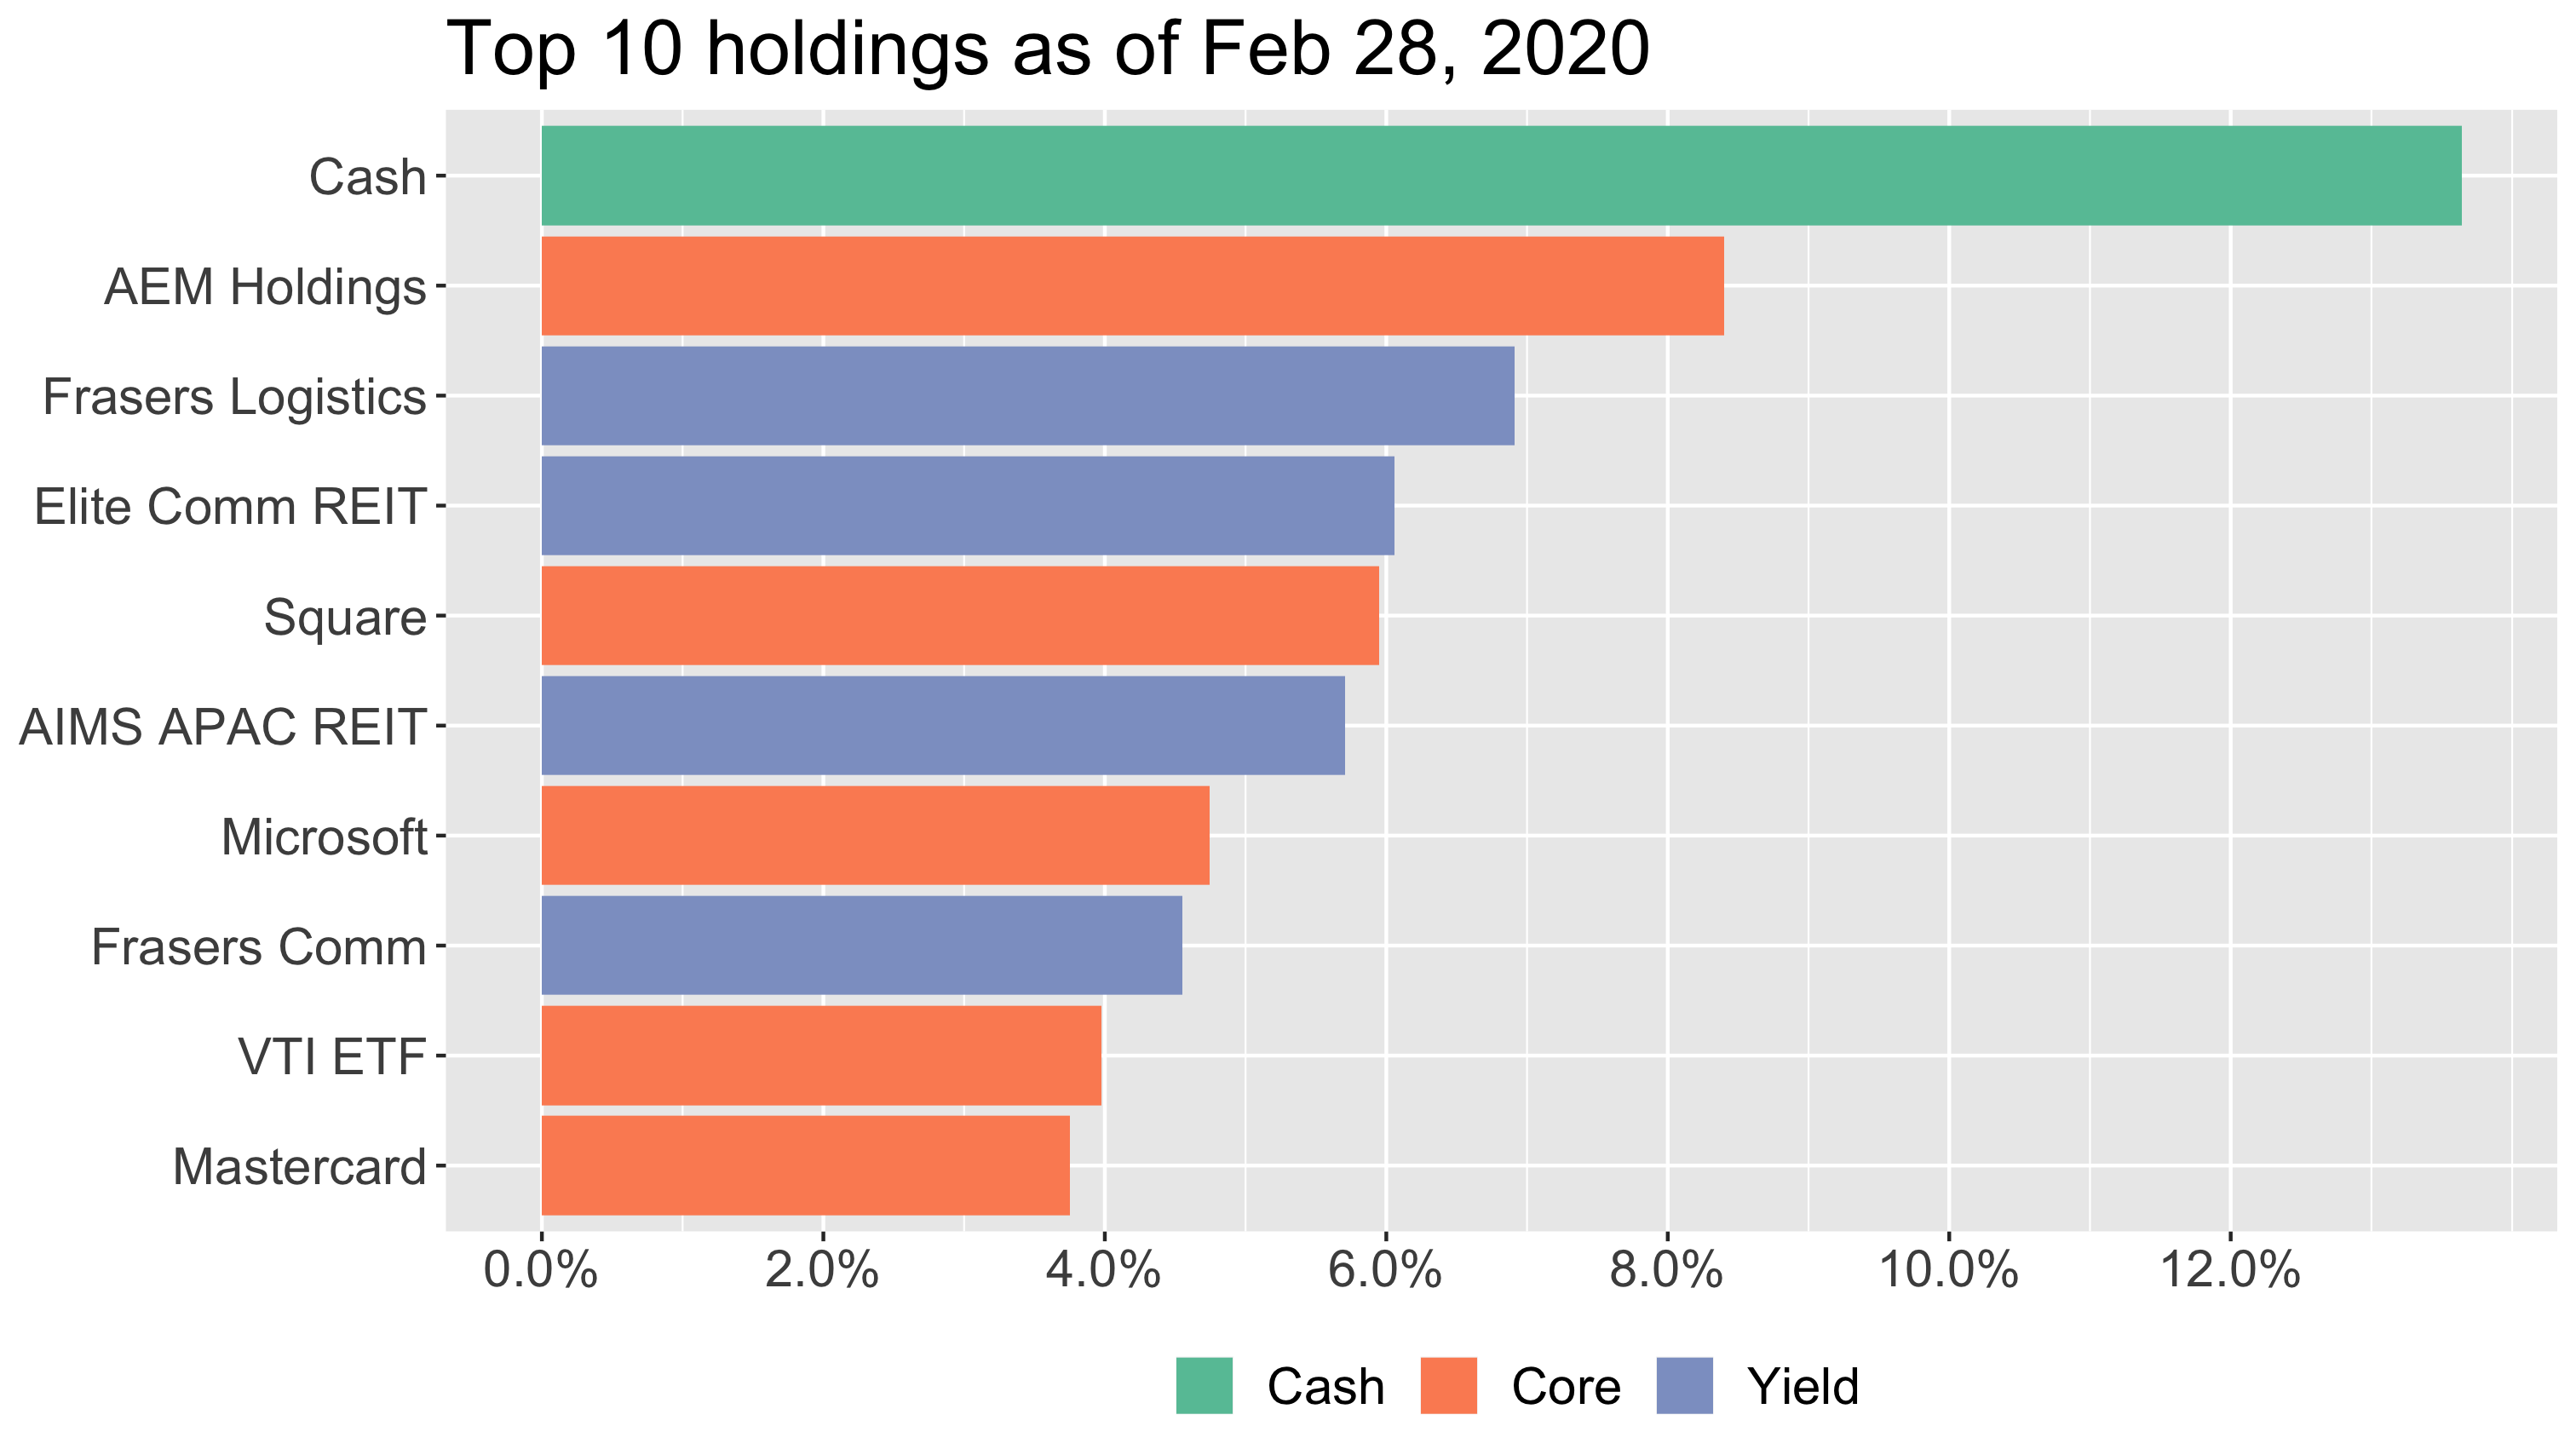 Top 10 holdings as of Feb 28, 2020
Cash
AEM Holdings
Frasers Logistics
Elite Comm REIT
Square
AIMS APAC REIT
Microsoft
Frasers Comm
VTI ETF
Mastercard
0.0% 2.0% 4.0% 6.0% 8.0% 10.0% 12.0%
Cash Core Yield